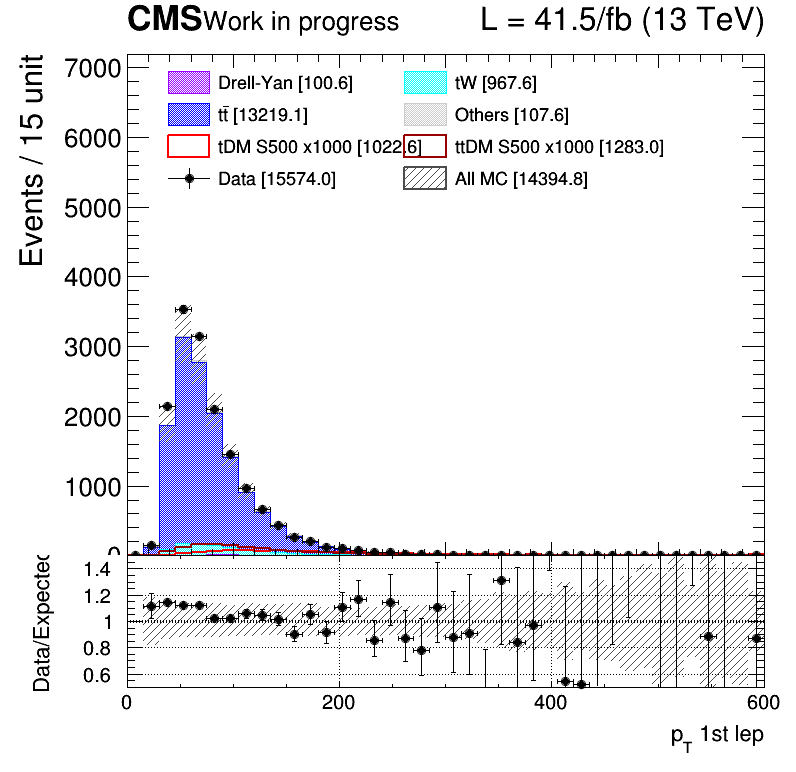 CMS Work in progress L = 41.5/fb (13 TeV)
Events / 15 unit
7000
6000
5000
4000
3000
2000
1000
0
Drell-Yan [100.6] tW [967.6]
tt̄ [13219.1] Others [107.6]
tDM S500 x1000 [1022.6] ttDM S500 x1000 [1283.0]
Data [15574.0] All MC [14394.8]
Data/Expected
1.4
1.2
1
0.8
0.6
0 200 400 600
p_T 1st lep